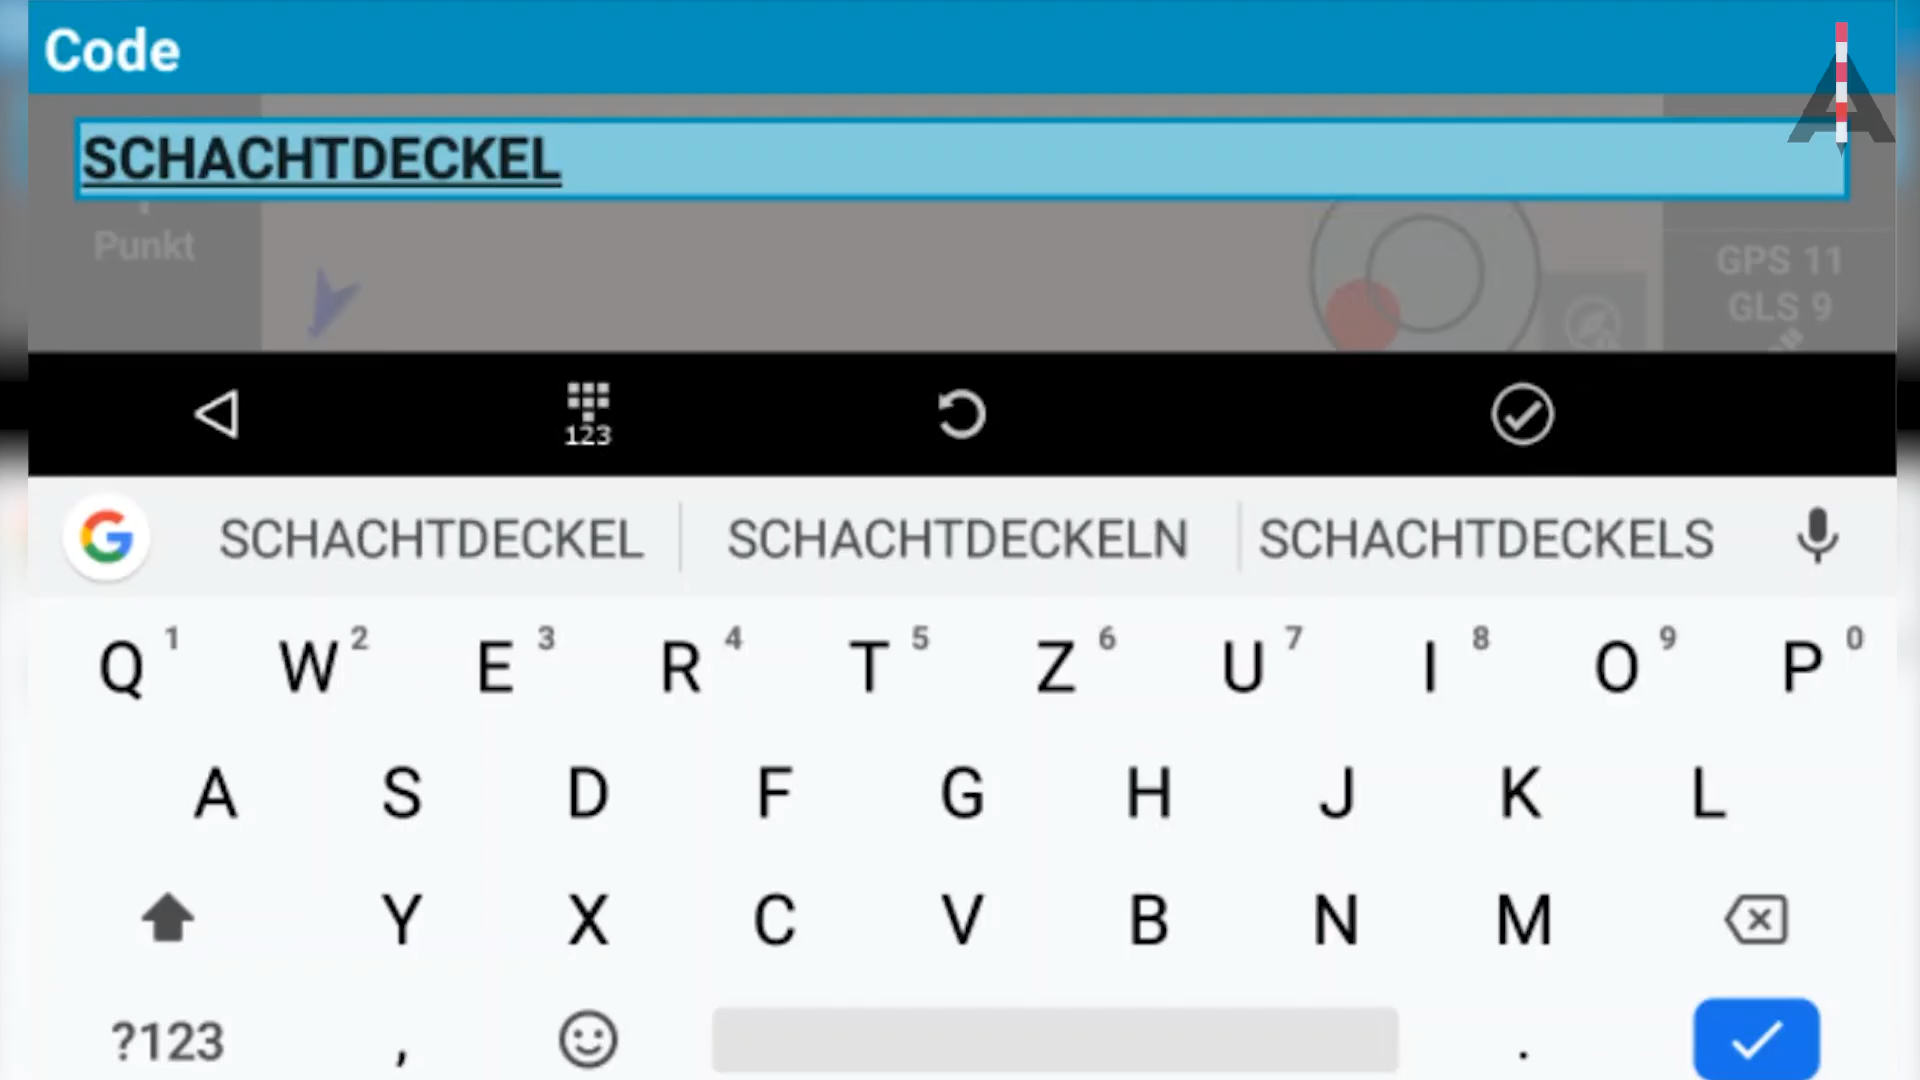 Code
SCHACHTDECKEL
Punkt
GPS 11
GLS 9
123
SCHACHTDECKEL SCHACHTDECKELN SCHACHTDECKELS
Q 1 W 2 E 3 R 4 T 5 Z 6 U 7 I 8 O 9 P 0
A S D F G H J K L
Y X C V B N M
?123 , .